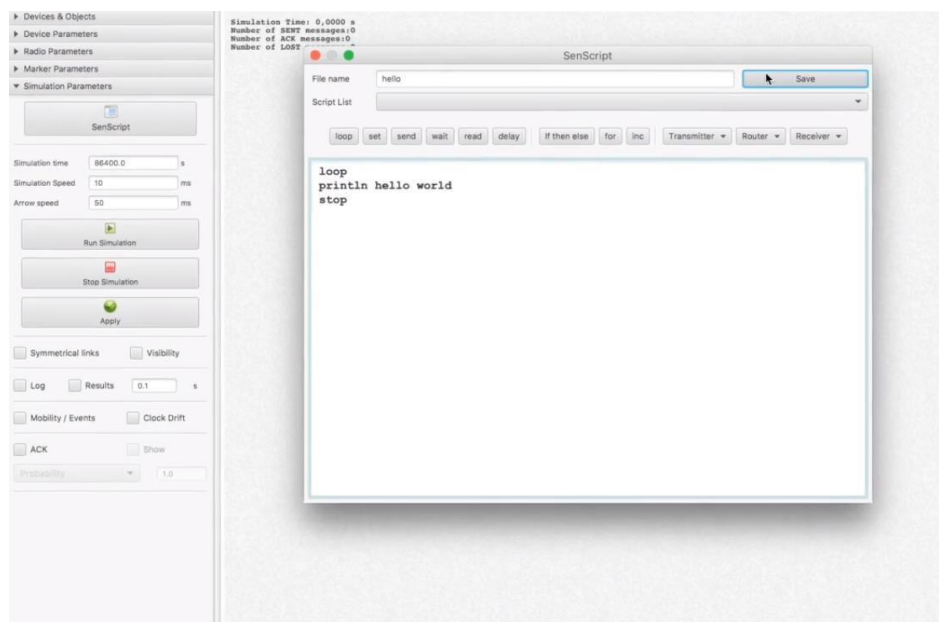 Devices & Objects
Device Parameters
Radio Parameters
Marker Parameters
Simulation Parameters
SenScript
Simulation time 86400.0 s
Simulation Speed 10 ms
Arrow speed 50 ms
Run Simulation
Stop Simulation
Apply
Symmetrical links Visibility
Log Results 0.1 s
Mobility / Events Clock Drift
ACK Show
Probability 1.0
Simulation Time: 0,0000 s
Number of SENT messages:0
Number of ACK messages:0
Number of LOST
SenScript
File name hello Save
Script List
loop set send wait read delay If then else for inc Transmitter Router Receiver
loop
println hello world
stop